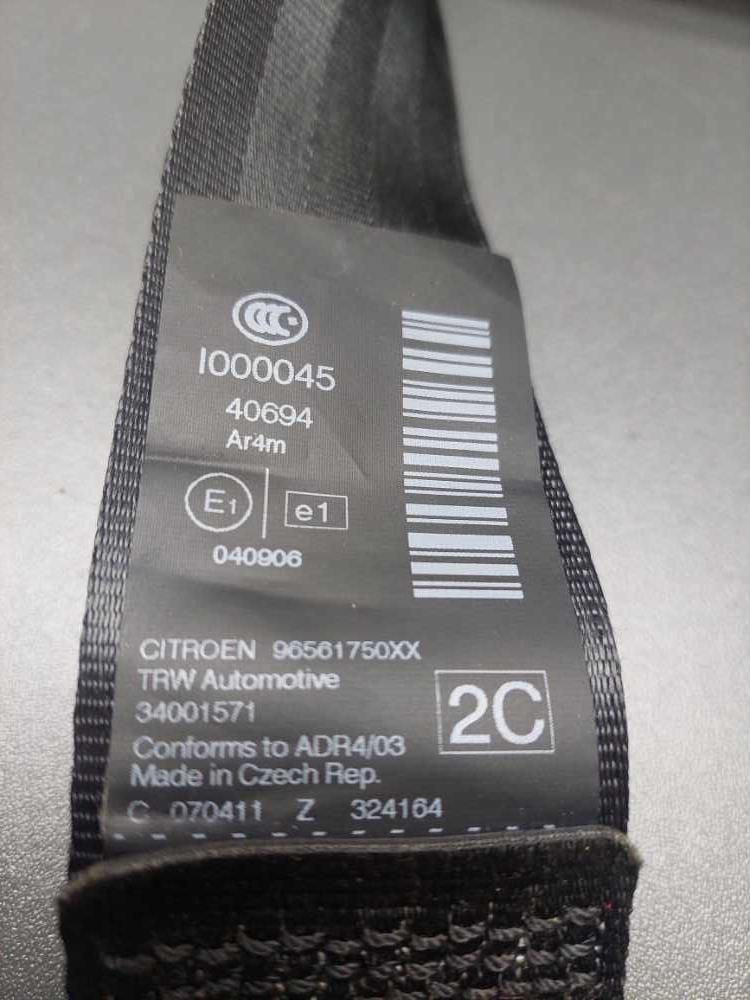 CCC
I000045
40694
Ar4m
E1 e1
040906
CITROEN 96561750XX
TRW Automotive
34001571
2C
Conforms to ADR4/03
Made in Czech Rep.
C 070411 Z 324164